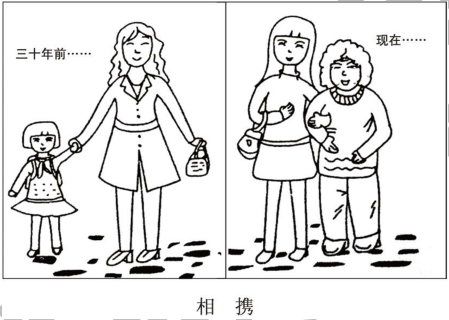 三十年前……
现在……
相 携